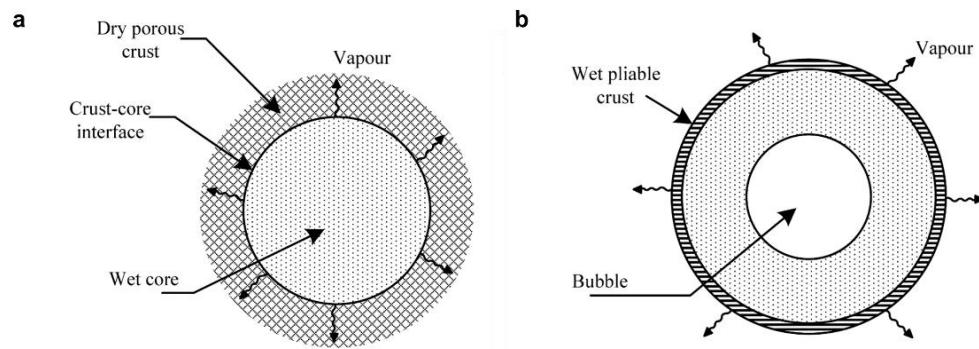 a
Dry porous
crust
Vapour
Crust-core
interface
Wet core
b
Vapour
Wet pliable
crust
Bubble